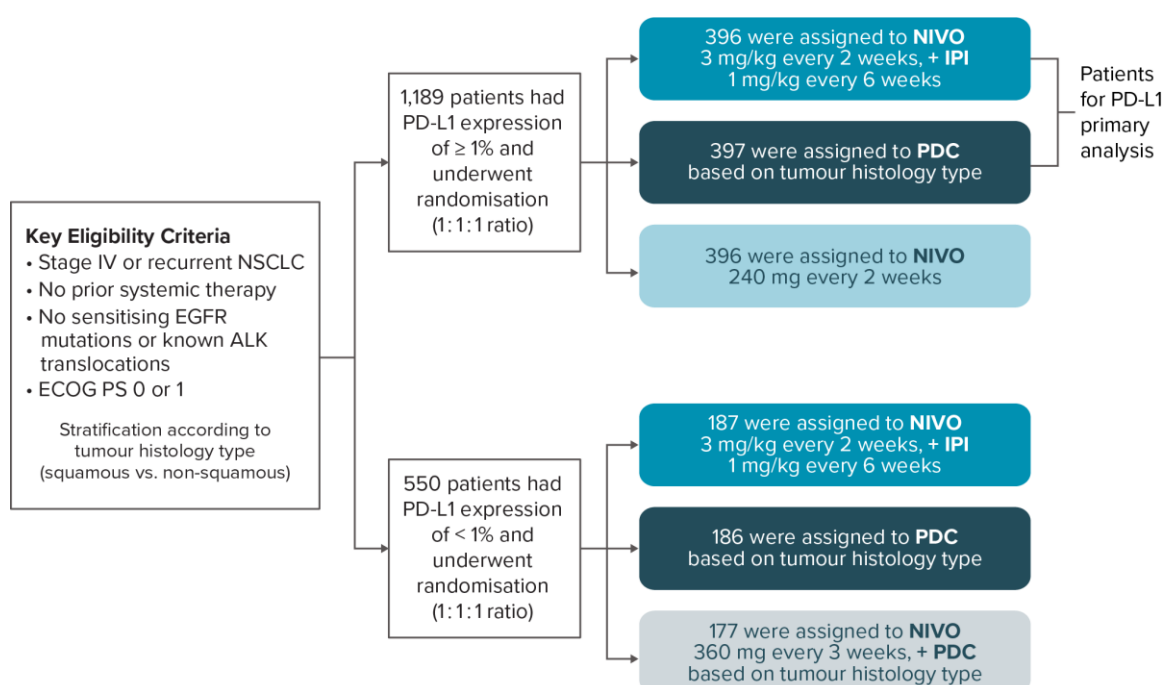 Key Eligibility Criteria
• Stage IV or recurrent NSCLC
• No prior systemic therapy
• No sensitising EGFR
mutations or known ALK
translocations
• ECOG PS 0 or 1
Stratification according to
tumour histology type
(squamous vs. non-squamous)
1,189 patients had
PD-L1 expression
of ≥ 1% and
underwent
randomisation
(1:1:1 ratio)
396 were assigned to NIVO
3 mg/kg every 2 weeks, + IPI
1 mg/kg every 6 weeks
397 were assigned to PDC
based on tumour histology type
396 were assigned to NIVO
240 mg every 2 weeks
Patients
for PD-L1
primary
analysis
550 patients had
PD-L1 expression
of < 1% and
underwent
randomisation
(1:1:1 ratio)
187 were assigned to NIVO
3 mg/kg every 2 weeks, + IPI
1 mg/kg every 6 weeks
186 were assigned to PDC
based on tumour histology type
177 were assigned to NIVO
360 mg every 3 weeks, + PDC
based on tumour histology type